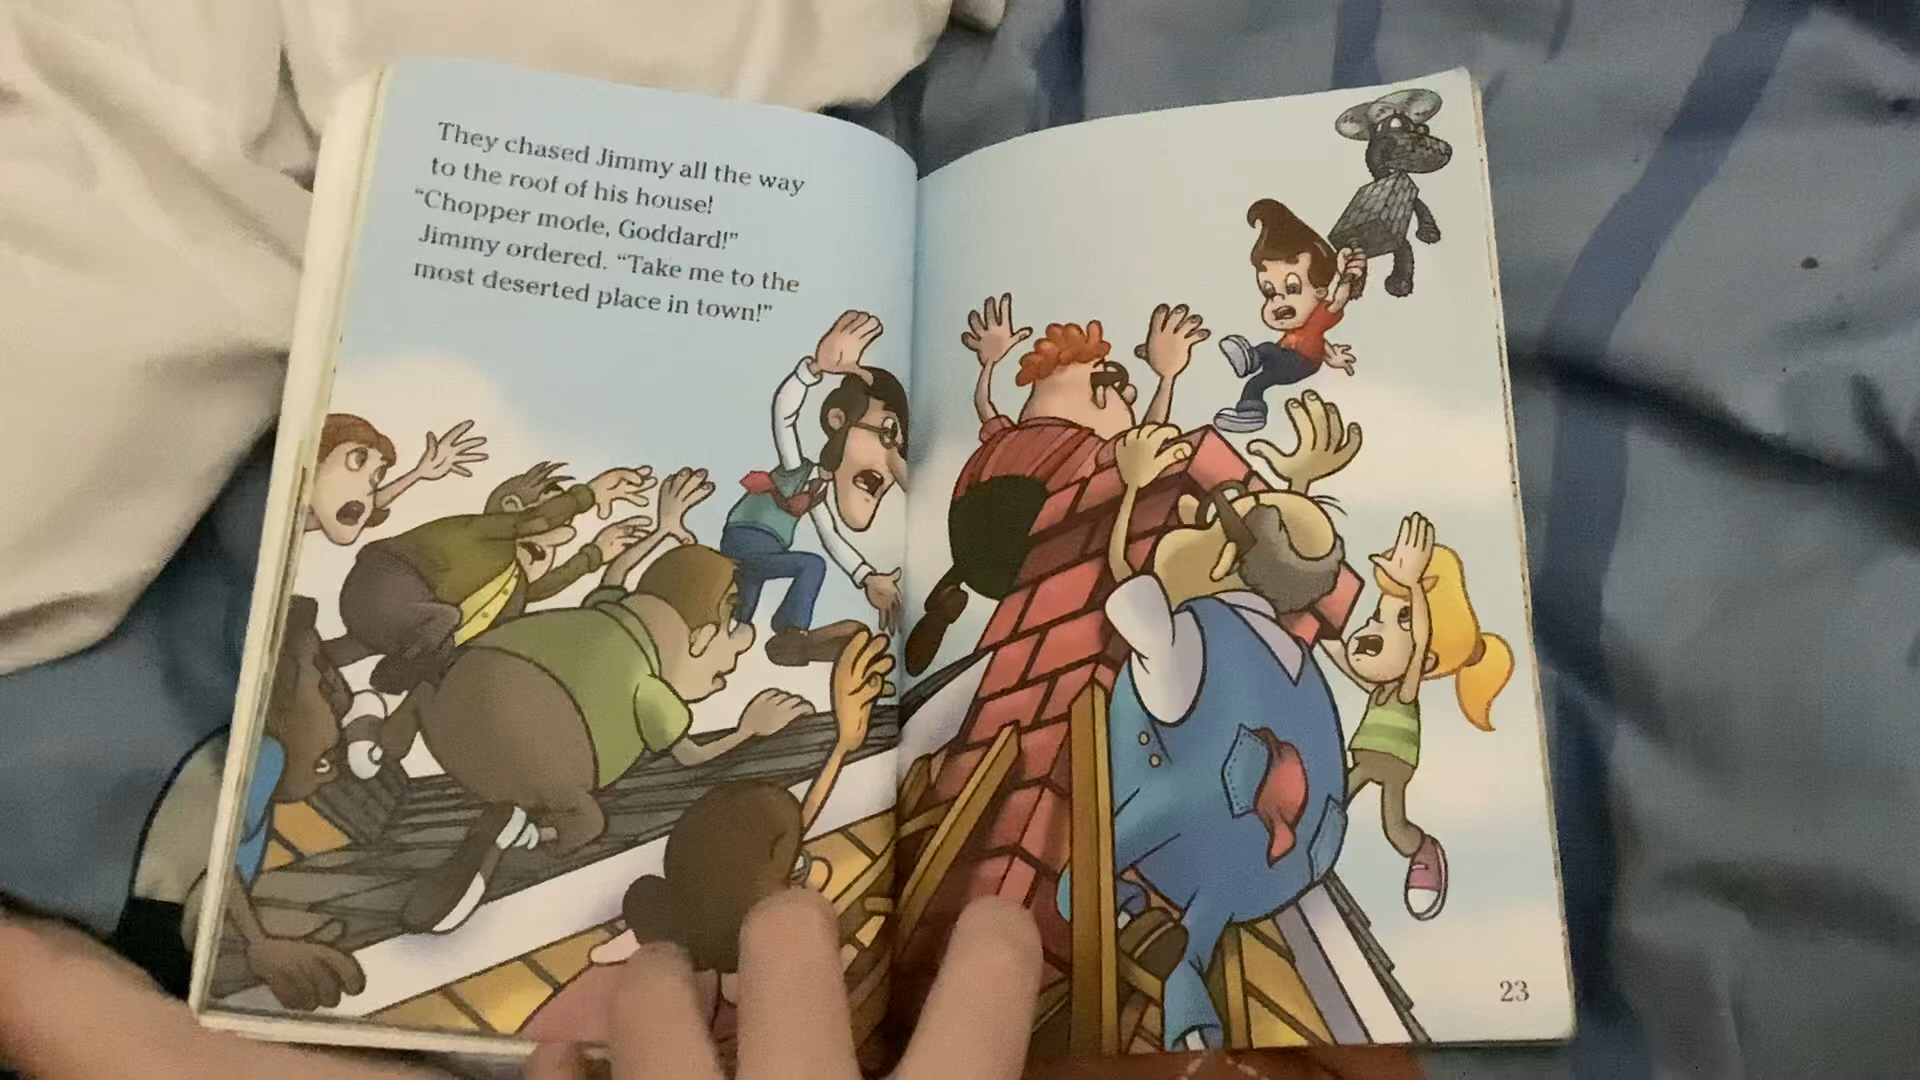 They chased Jimmy all the way
to the roof of his house!
“Chopper mode, Goddard!”
Jimmy ordered. “Take me to the
most deserted place in town!”
23